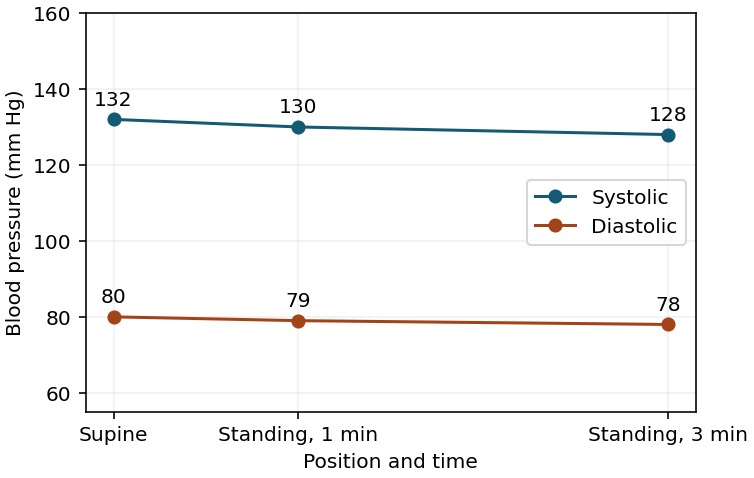 160
140
120
100
80
60
Blood pressure (mm Hg)
132
130
128
Systolic
Diastolic
80
79
78
Supine
Standing, 1 min
Standing, 3 min
Position and time